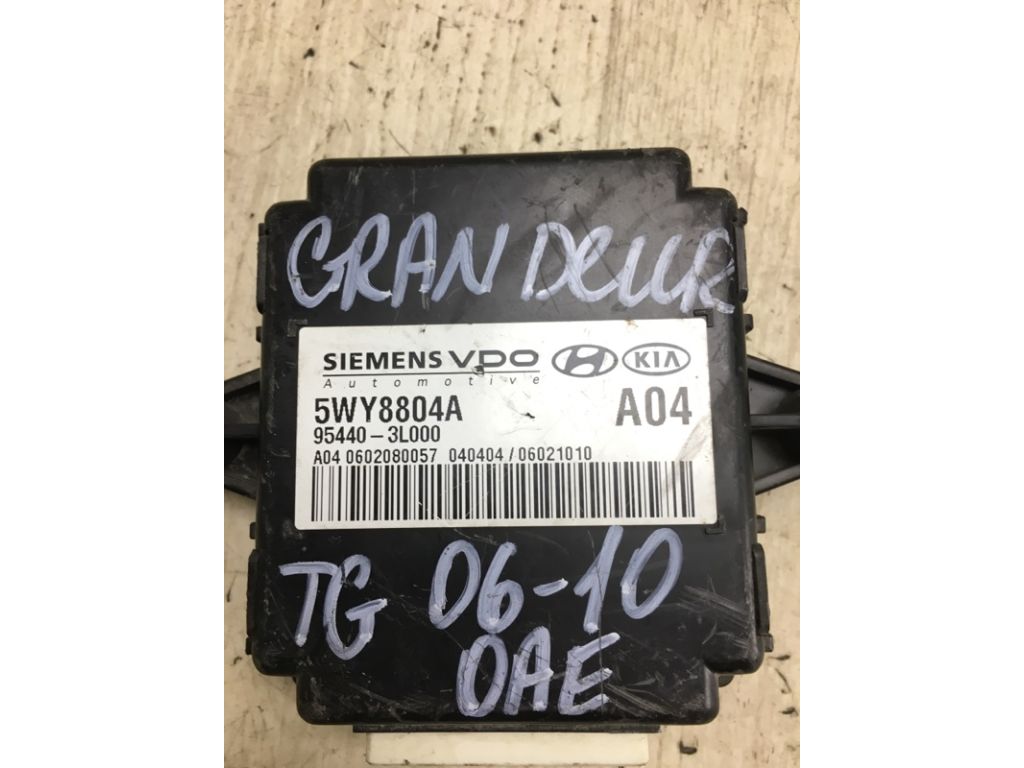 GRANDEUR
SIEMENS VDO
Automotive
KIA
5WY8804A
A04
95440-3L000
A04 0602080057 040404/06021010
TG 06-10
OAE